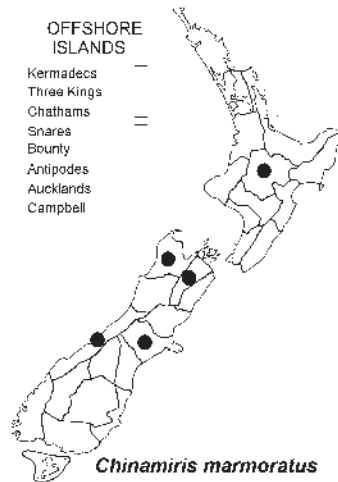 OFFSHORE
ISLANDS
Kermadecs
Three Kings
Chathams
Snares
Bounty
Antipodes
Aucklands
Campbell
Chinamiris marmoratus